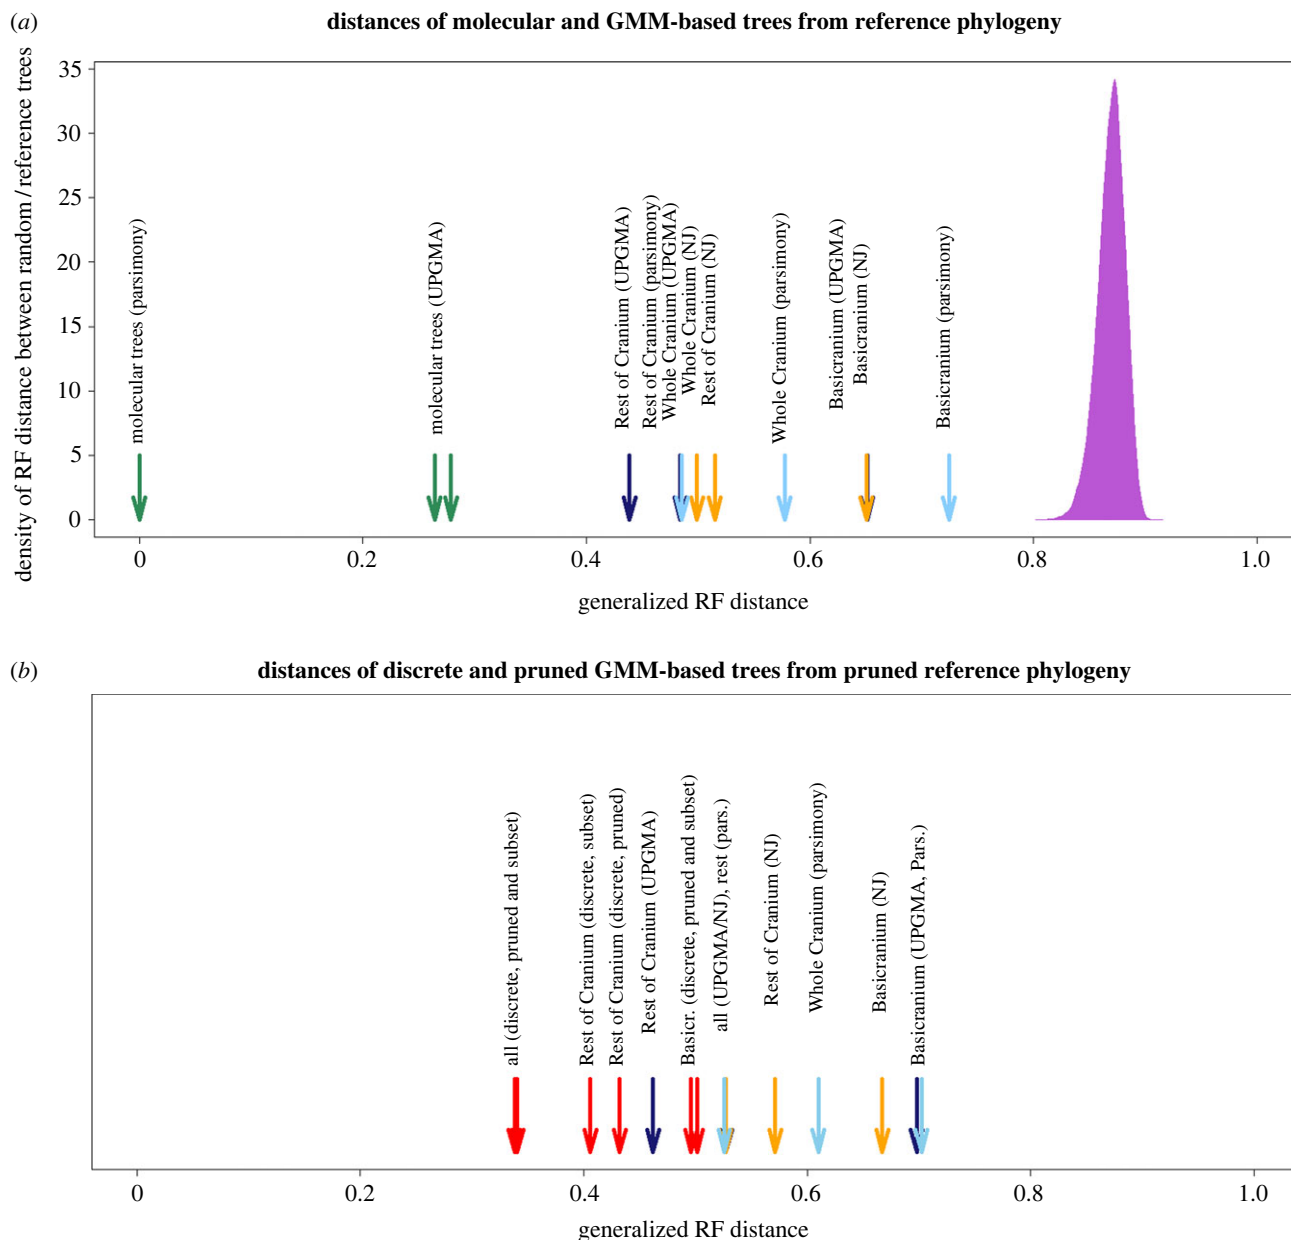 (a)
distances of molecular and GMM-based trees from reference phylogeny
density of RF distance between random/reference trees
35
30
25
20
15
10
5
0
molecular trees (parsimony)
molecular trees (UPGMA)
Rest of Cranium (UPGMA)
Rest of Cranium (parsimony)
Whole Cranium (UPGMA)
Whole Cranium (NJ)
Rest of Cranium (NJ)
Whole Cranium (parsimony)
Basicranium (UPGMA)
Basicranium (NJ)
Basicranium (parsimony)
0 0.2 0.4 0.6 0.8 1.0
generalized RF distance
(b)
distances of discrete and pruned GMM-based trees from pruned reference phylogeny
all (discrete, pruned and subset)
Rest of Cranium (discrete, subset)
Rest of Cranium (discrete, pruned)
Rest of Cranium (UPGMA)
Basicr. (discrete, pruned and subset)
all (UPGMA/NJ), rest (pars.)
Rest of Cranium (NJ)
Whole Cranium (parsimony)
Basicranium (NJ)
Basicranium (UPGMA, Pars.)
0 0.2 0.4 0.6 0.8 1.0
generalized RF distance